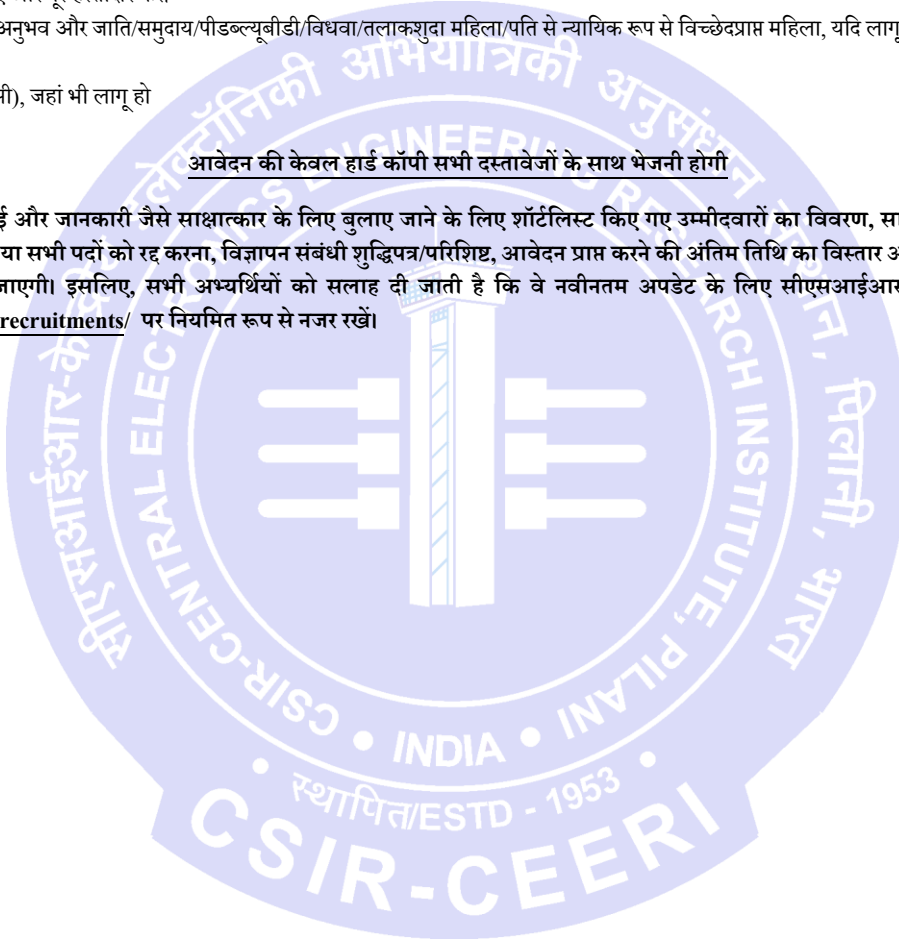 अनुभव और जाति/समुदाय/पीडब्ल्यूबीडी/विधवा/तलाकशुदा महिला/पति से न्यायिक रूप से विच्छेदप्राप्त महिला, यदि लागू
सी), जहां भी लागू हो
आवेदन की केवल हार्ड कॉपी सभी दस्तावेजों के साथ भेजनी होगी
ई और जानकारी जैसे साक्षात्कार के लिए बुलाए जाने के लिए शॉर्टलिस्ट किए गए उम्मीदवारों का विवरण, सा
या सभी पदों को रद्द करना, विज्ञापन संबंधी शुद्धिपत्र/परिशिष्ट, आवेदन प्राप्त करने की अंतिम तिथि का विस्तार अ
जाएगी। इसलिए, सभी अभ्यर्थियों को सलाह दी जाती है कि वे नवीनतम अपडेट के लिए सीएसआईआर
recruitments/ पर नियमित रूप से नजर रखें।
सीएसआईआर-केन्द्रीय इलेक्ट्रॉनिकी अभियांत्रिकी अनुसंधान संस्थान, पिलानी, भारत
CSIR-CENTRAL ELECTRONICS ENGINEERING RESEARCH INSTITUTE, PILANI
• INDIA •
• स्थापित/ESTD - 1953 •
CSIR-CEERI